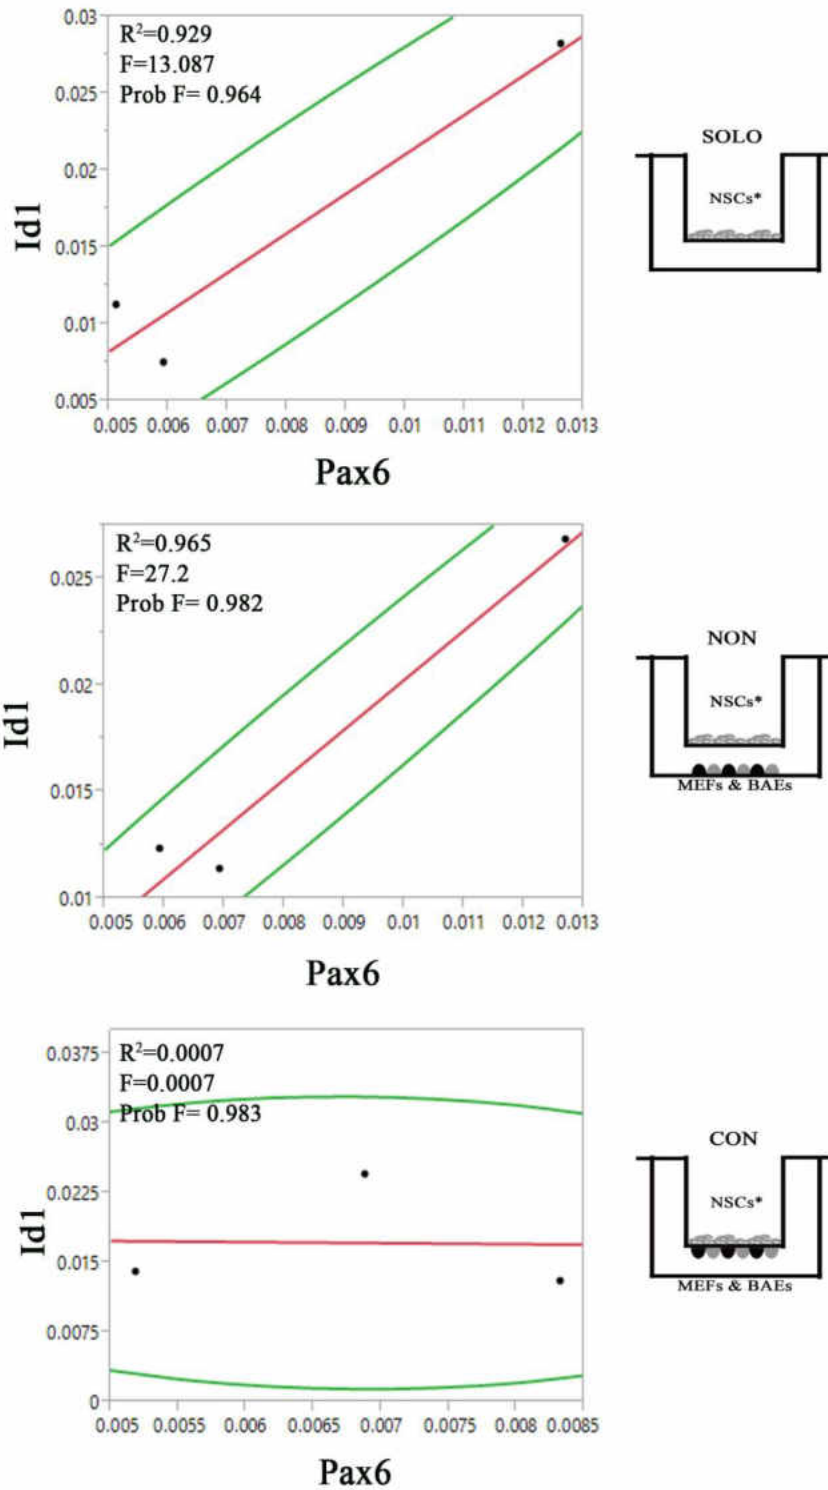 R²=0.929
F=13.087
Prob F= 0.964
0.03
0.025
0.02
0.015
0.01
0.005
Id1
0.005 0.006 0.007 0.008 0.009 0.01 0.011 0.012 0.013
Pax6
SOLO
NSCs*
R²=0.965
F=27.2
Prob F= 0.982
0.025
0.02
0.015
0.01
Id1
0.005 0.006 0.007 0.008 0.009 0.01 0.011 0.012 0.013
Pax6
NON
NSCs*
MEFs & BAEs
R²=0.0007
F=0.0007
Prob F= 0.983
0.0375
0.03
0.0225
0.015
0.0075
0
Id1
0.005 0.0055 0.006 0.0065 0.007 0.0075 0.008 0.0085
Pax6
CON
NSCs*
MEFs & BAEs